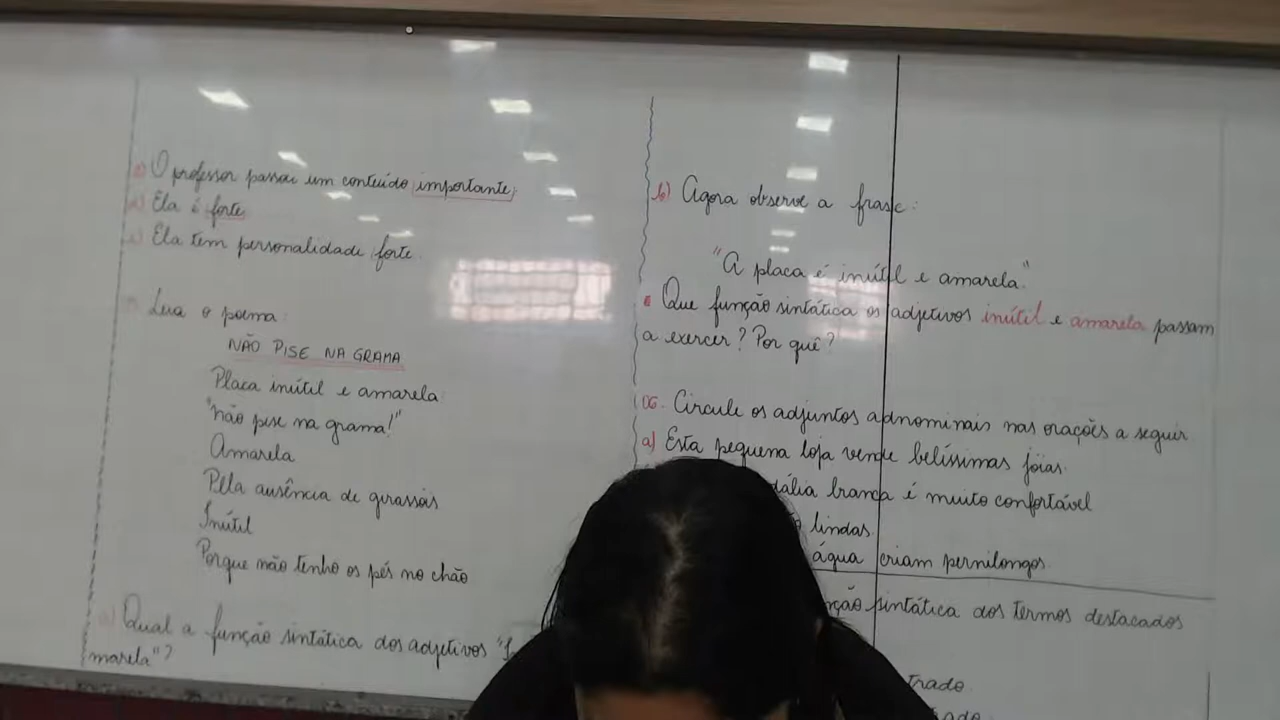 O professor passou um conteúdo importante;
Ela é forte
Ela tem personalidade forte.
Leia o poema:
NÃO PISE NA GRAMA
Placa inútil e amarela
"não pise na grama!"
Amarela
Pela ausência de girassóis
Inútil
Porque não tenho os pés no chão
a) Qual a função sintática dos adjetivos
marela"?
b) Agora observe a frase:
"A placa é inútil e amarela."
Que função sintática os adjetivos inútil e amarela passam
a exercer? Por quê?
06. Circule os adjuntos adnominais nas orações a seguir
a) Esta pequena loja vende belíssimas joias.
dália branca é muito confortável
lindas
água criam pernilongos.
nção sintática dos termos destacados
trado.